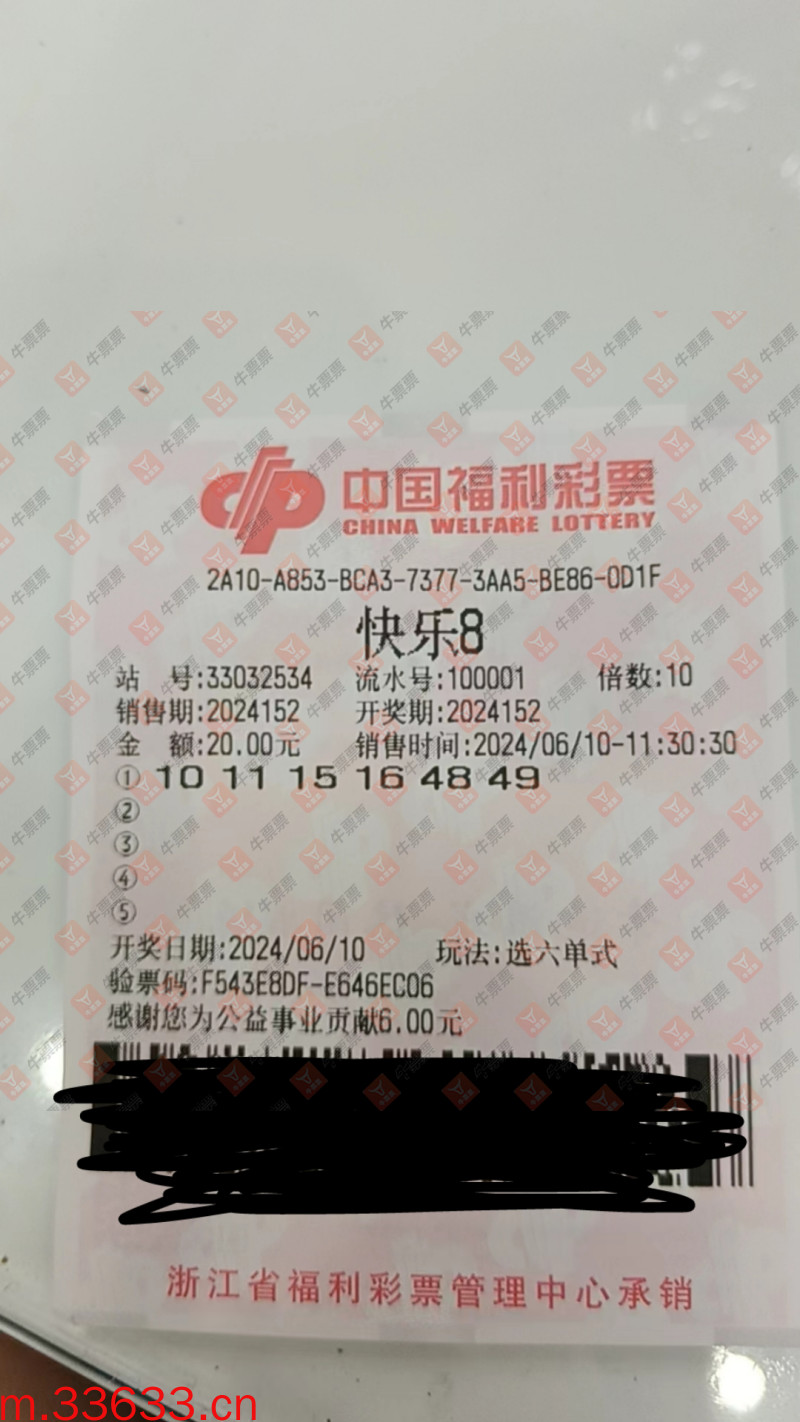 中国福利彩票
CHINA WELFARE LOTTERY
2A10-A853-BCA3-7377-3AA5-BE86-0D1F
快乐8
站 号:33032534 流水号:100001 倍数:10
销售期:2024152 开奖期:2024152
金 额:20.00元 销售时间:2024/06/10-11:30:30
① 10 11 15 16 48 49
②
③
④
⑤
开奖日期:2024/06/10 玩法:选六单式
验票码:F543E8DF-E646EC06
感谢您为公益事业贡献6.00元
浙江省福利彩票管理中心承销
m.33633.cn
牛票票